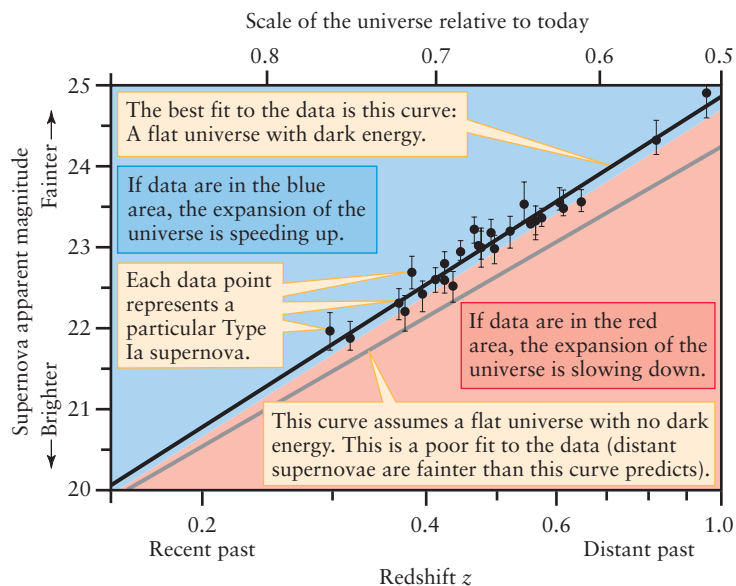 Scale of the universe relative to today
0.8
0.7
0.6
0.5
25
24
23
22
21
20
Supernova apparent magnitude
Fainter
Brighter
The best fit to the data is this curve:
A flat universe with dark energy.
If data are in the blue
area, the expansion of the
universe is speeding up.
Each data point
represents a
particular Type
Ia supernova.
If data are in the red
area, the expansion of the
universe is slowing down.
This curve assumes a flat universe with no dark
energy. This is a poor fit to the data (distant
supernovae are fainter than this curve predicts).
0.2
0.4
0.6
1.0
Recent past
Distant past
Redshift z